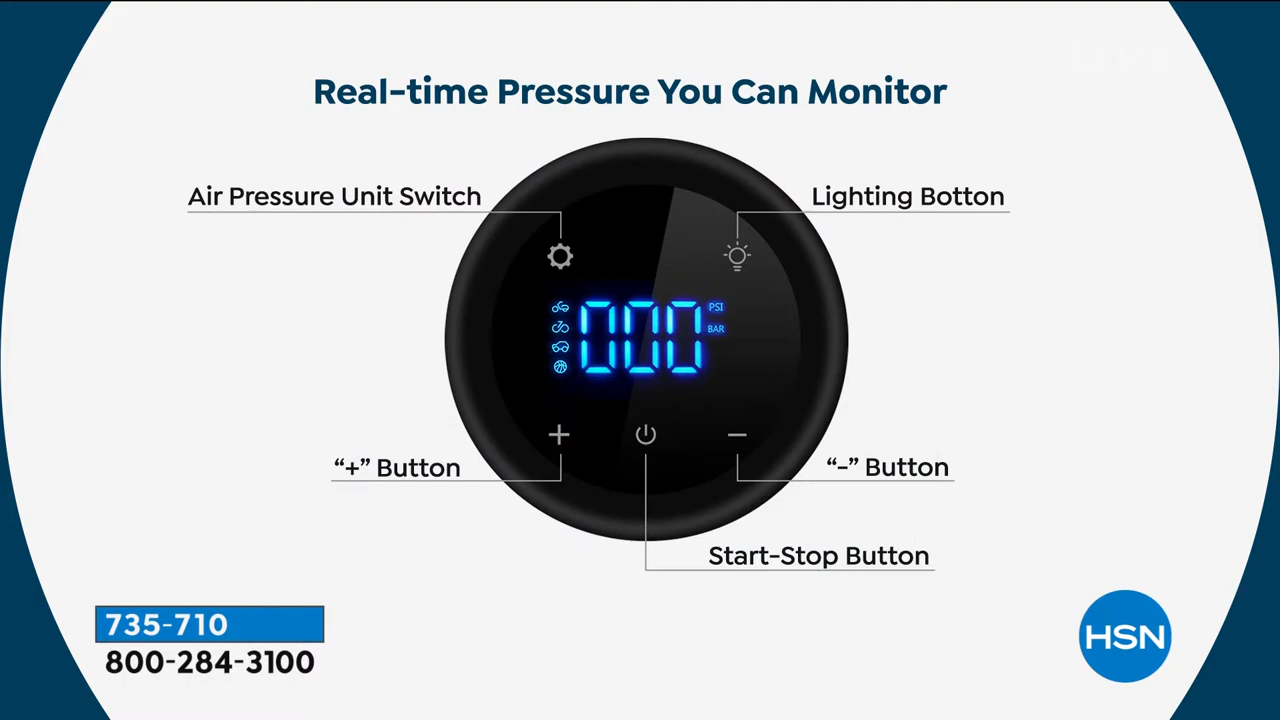 Real-time Pressure You Can Monitor
Air Pressure Unit Switch
Lighting Botton
000
PSI
BAR
“+” Button
“-” Button
Start-Stop Button
735-710
800-284-3100
HSN